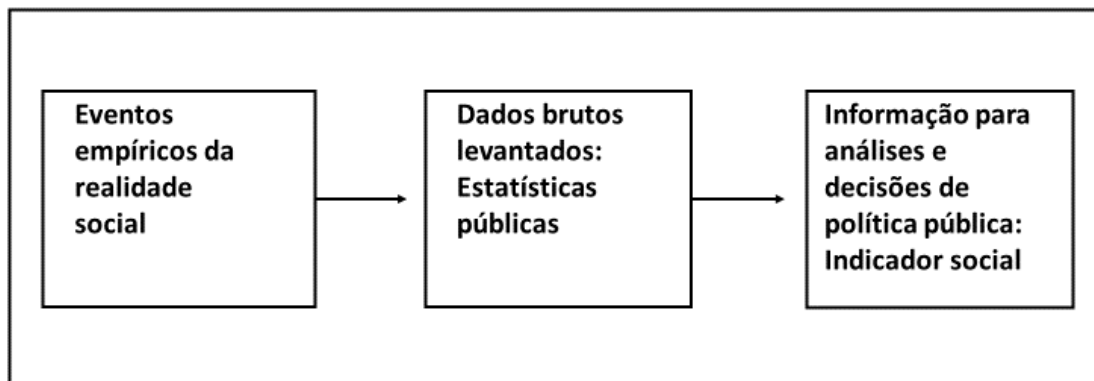 Eventos
empíricos da
realidade
social
Dados brutos
levantados:
Estatísticas
públicas
Informação para
análises e
decisões de
política pública:
Indicador social